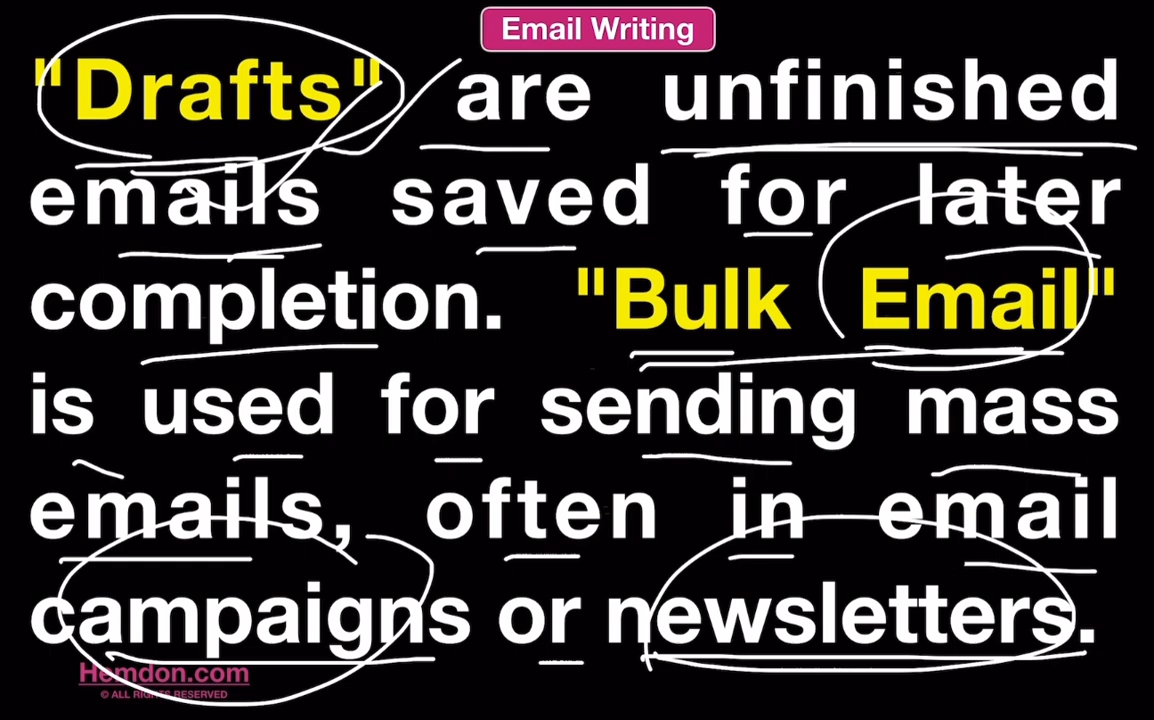 Email Writing
"Drafts" are unfinished
emails saved for later
completion. "Bulk Email"
is used for sending mass
emails, often in email
campaigns or newsletters.
Hemdon.com
© ALL RIGHTS RESERVED